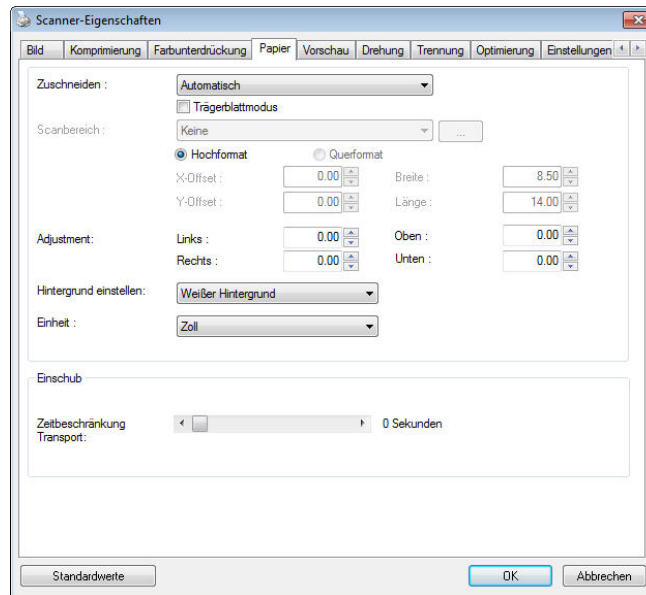 Scanner-Eigenschaften
Bild Komprimierung Farbunterdrückung Papier Vorschau Drehung Trennung Optimierung Einstellungen
Zuschneiden : Automatisch
Trägerblattmodus
Scanbereich : Keine ...
Hochformat Querformat
X-Offset : 0.00 Breite : 8.50
Y-Offset : 0.00 Länge : 14.00
Adjustment: Links : 0.00 Oben : 0.00
Rechts : 0.00 Unten : 0.00
Hintergrund einstellen: Weißer Hintergrund
Einheit : Zoll
Einschub
Zeitbeschränkung
Transport: 0 Sekunden
Standardwerte OK Abbrechen